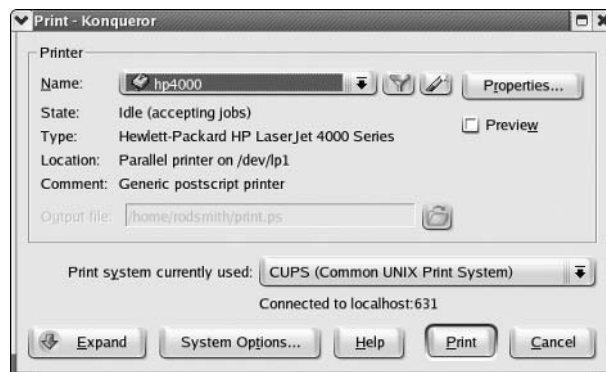 Print - Konqueror
Printer
Name: hp4000 Properties...
State: Idle (accepting jobs)
Preview
Type: Hewlett-Packard HP LaserJet 4000 Series
Location: Parallel printer on /dev/lp1
Comment: Generic postscript printer
Output file: /home/rodsmith/print.ps
Print system currently used: CUPS (Common UNIX Print System)
Connected to localhost:631
Expand System Options... Help Print Cancel